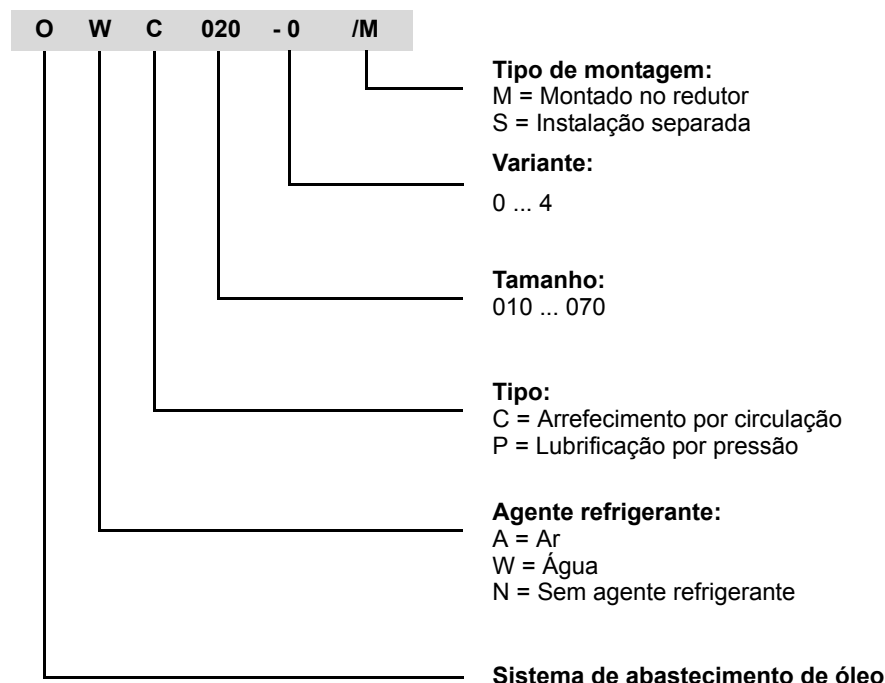 O W C 020 - 0 /M
Tipo de montagem:
M = Montado no redutor
S = Instalação separada
Variante:
0 ... 4
Tamanho:
010 ... 070
Tipo:
C = Arrefecimento por circulação
P = Lubrificação por pressão
Agente refrigerante:
A = Ar
W = Água
N = Sem agente refrigerante
Sistema de abastecimento de óleo